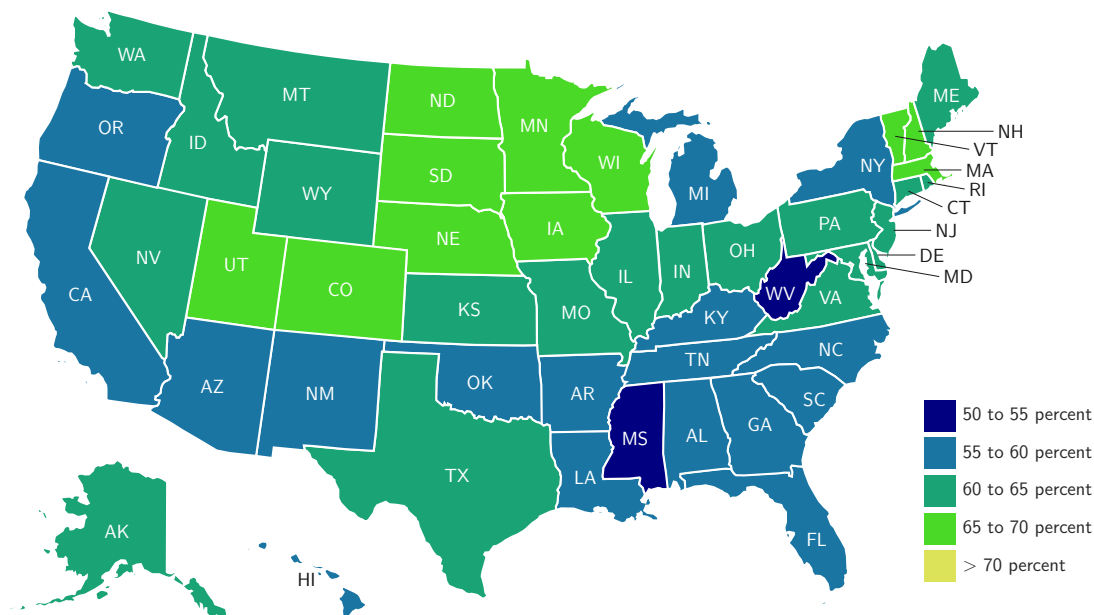 WA
MT
ND
MN
ME
OR
ID
WI
NH
VT
SD
MI
NY
MA
RI
WY
CT
IA
PA
NJ
NE
NV
UT
OH
DE
IL
IN
MD
CO
CA
WV
VA
KS
MO
KY
NC
TN
AZ
NM
OK
AR
SC
50 to 55 percent
MS
AL
GA
55 to 60 percent
TX
LA
60 to 65 percent
AK
65 to 70 percent
FL
> 70 percent
HI